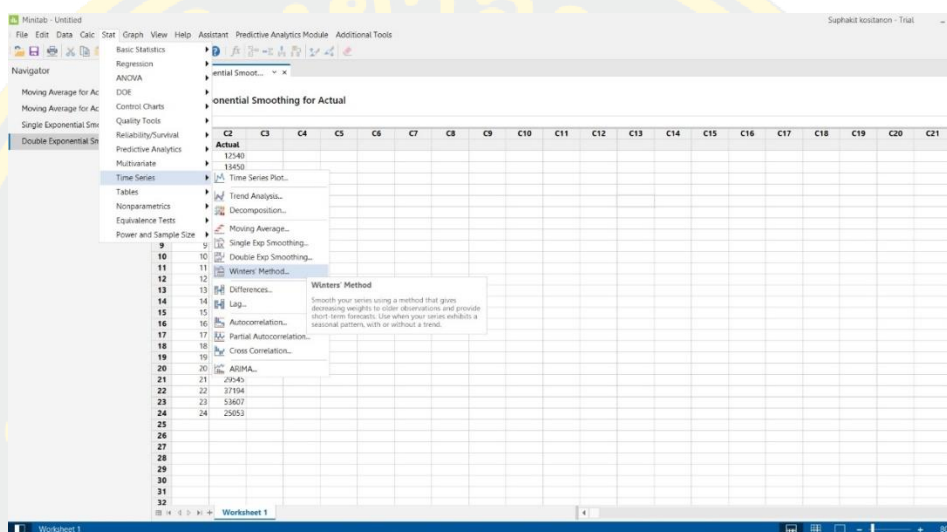 Minitab - Untitled
Suphakit kositanon - Trial
File Edit Data Calc Stat Graph View Help Assistant Predictive Analytics Module Additional Tools
Navigator
Moving Average for Ac
Moving Average for Ac
Single Exponential Smo
Double Exponential Sm
Basic Statistics
Regression
ANOVA
DOE
Control Charts
Quality Tools
Reliability/Survival
Predictive Analytics
Multivariate
Time Series
Tables
Nonparametrics
Equivalence Tests
Power and Sample Size
ential Smoot...
onential Smoothing for Actual
C2 C3 C4 C5 C6 C7 C8 C9 C10 C11 C12 C13 C14 C15 C16 C17 C18 C19 C20 C21
Actual
12540
13450
Time Series Plot...
Trend Analysis...
Decomposition...
Moving Average...
Single Exp Smoothing...
Double Exp Smoothing...
Winters' Method...
Differences...
Lag...
Autocorrelation...
Partial Autocorrelation...
Cross Correlation...
ARIMA...
Winters' Method
Smooth your series using a method that gives
decreasing weights to older observations and provide
short-term forecasts. Use when your series exhibits a
seasonal pattern, with or without a trend.
9 9
10 10
11 11
12 12
13 13
14 14
15 15
16 16
17 17
18 18
19 19
20 20
21 21 29545
22 22 37194
23 23 53607
24 24 25053
25
26
27
28
29
30
31
32
Worksheet 1
Worksheet 1